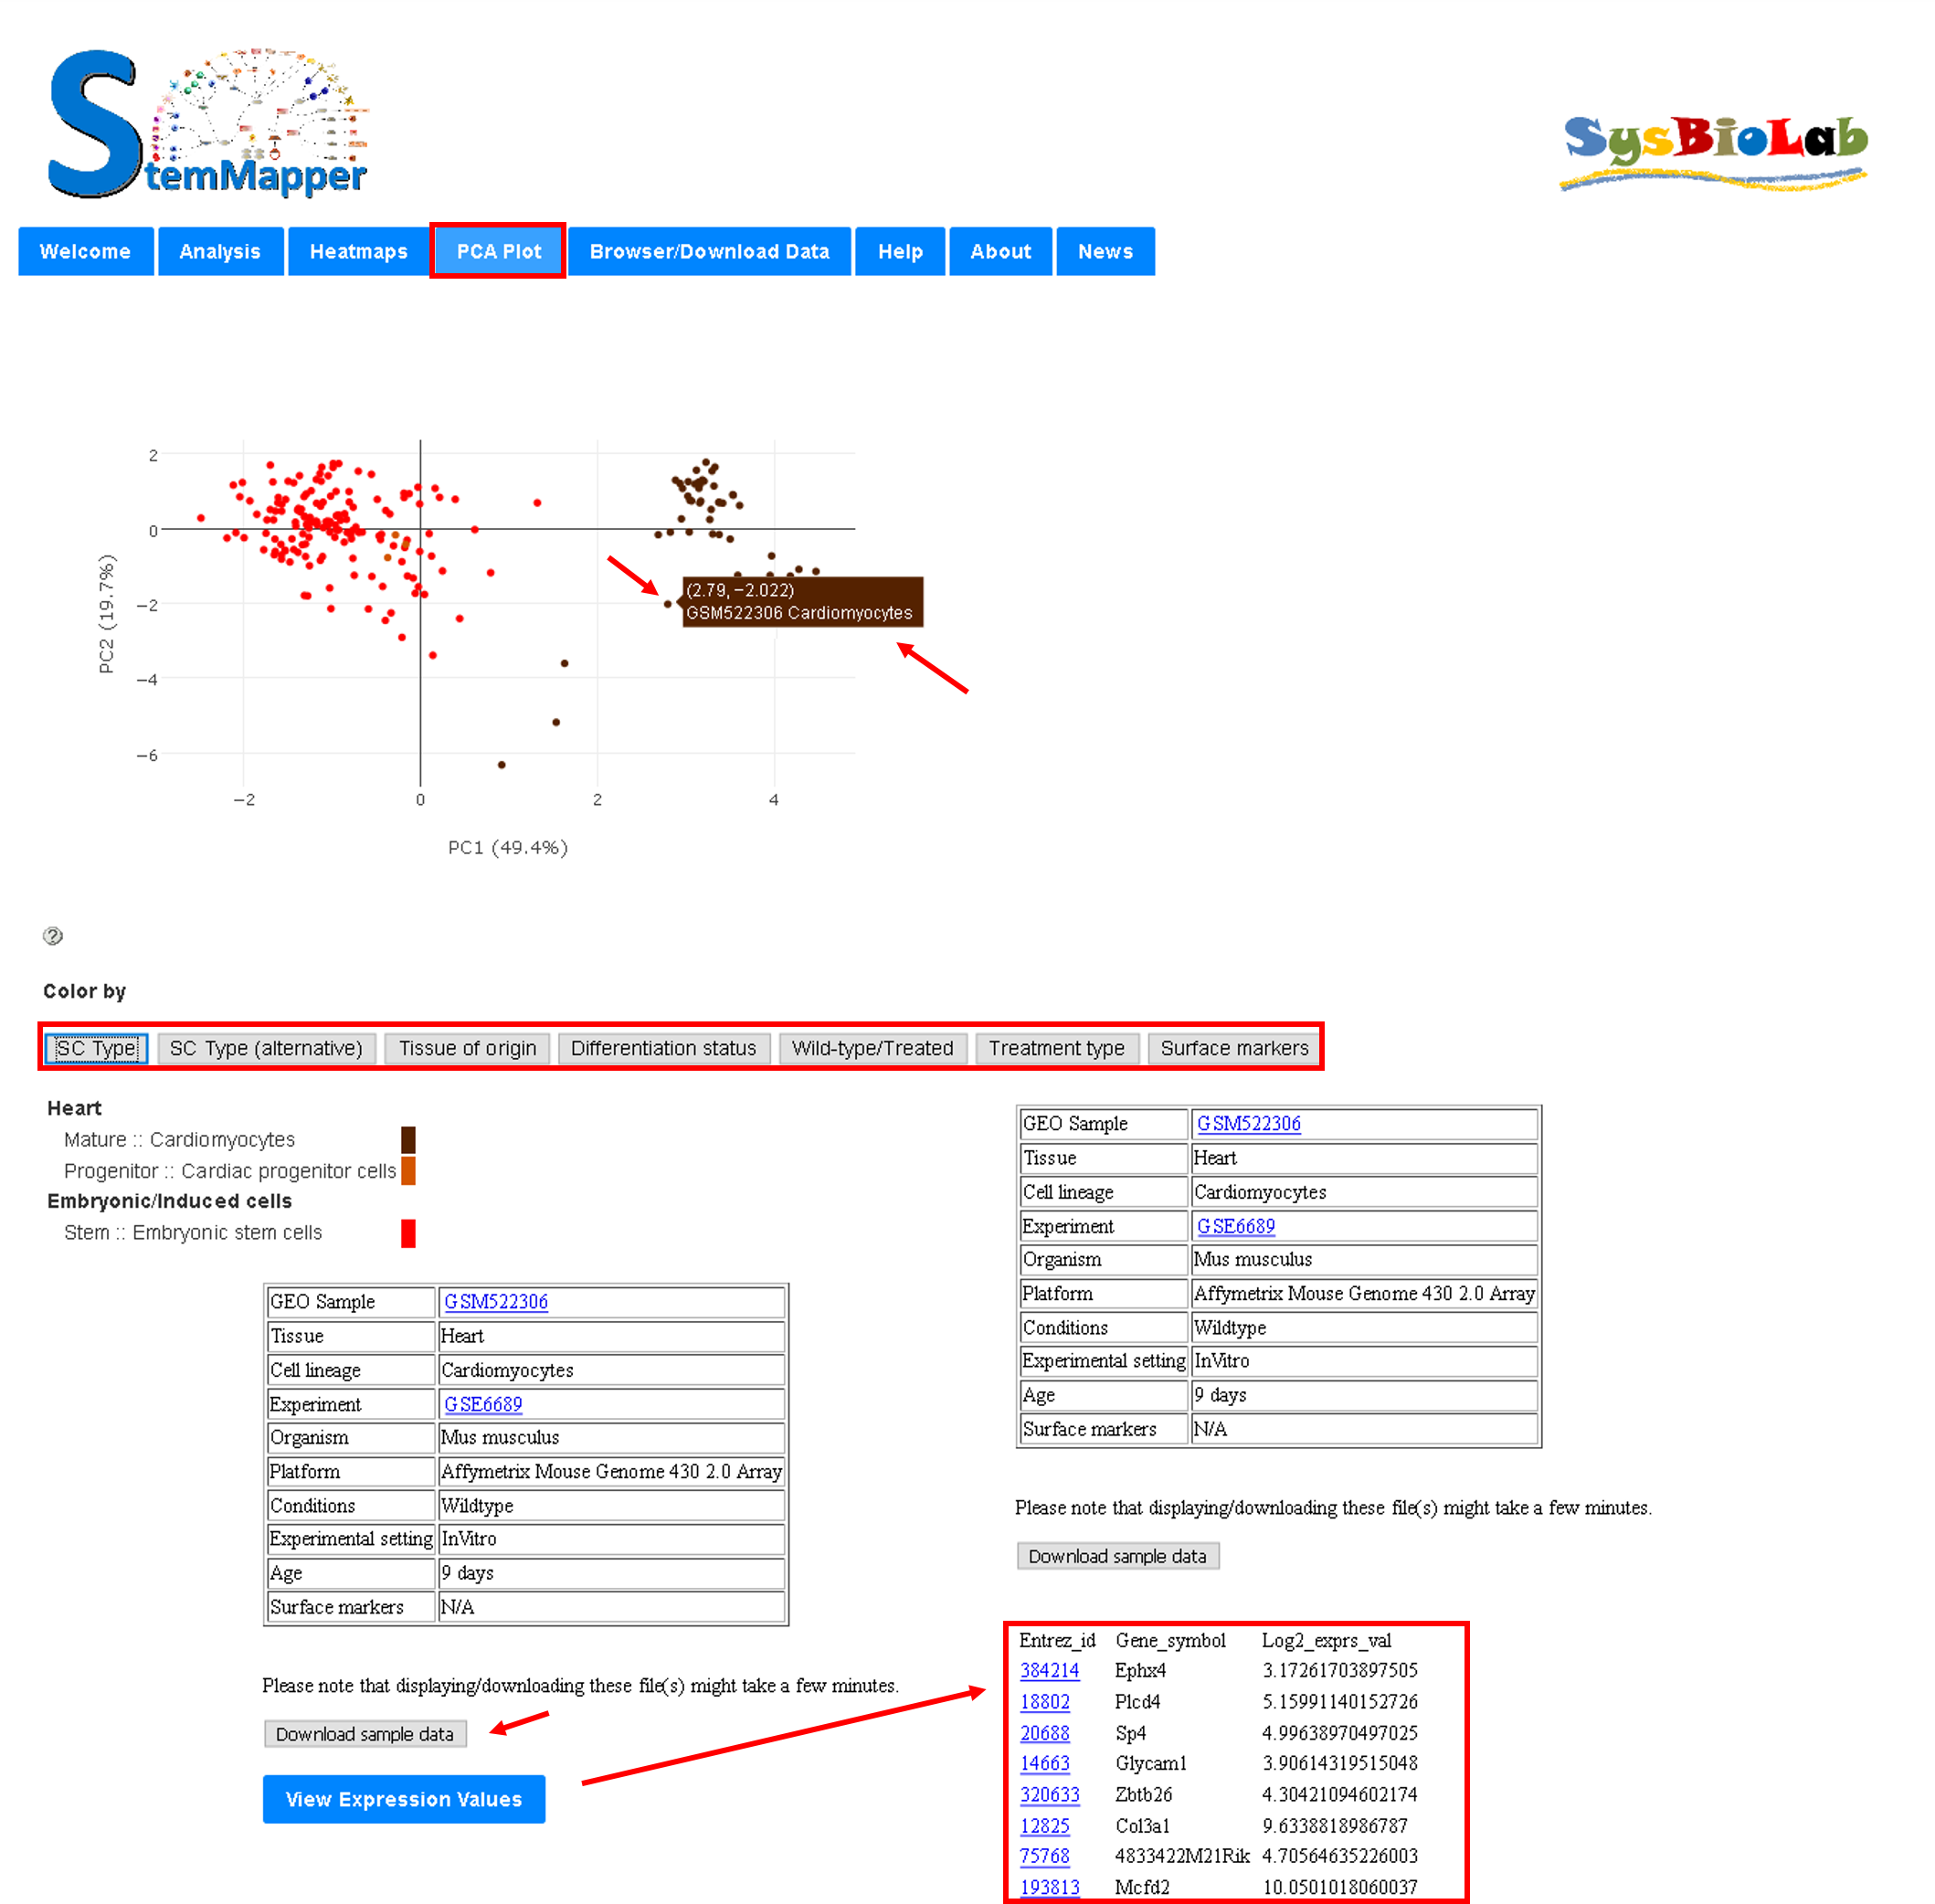 StemMapper
SysBioLab
Welcome Analysis Heatmaps PCA Plot Browser/Download Data Help About News
2
0
−2
−4
−6
PC2 (19.7%)
(2.79, −2.022)
GSM522306 Cardiomyocytes
−2 0 2 4
PC1 (49.4%)
?
Color by
SC Type SC Type (alternative) Tissue of origin Differentiation status Wild-type/Treated Treatment type Surface markers
Heart
Mature :: Cardiomyocytes
Progenitor :: Cardiac progenitor cells
Embryonic/Induced cells
Stem :: Embryonic stem cells
GEO Sample GSM522306
Tissue Heart
Cell lineage Cardiomyocytes
Experiment GSE6689
Organism Mus musculus
Platform Affymetrix Mouse Genome 430 2.0 Array
Conditions Wildtype
Experimental setting InVitro
Age 9 days
Surface markers N/A
Please note that displaying/downloading these file(s) might take a few minutes.
Download sample data
View Expression Values
GEO Sample GSM522306
Tissue Heart
Cell lineage Cardiomyocytes
Experiment GSE6689
Organism Mus musculus
Platform Affymetrix Mouse Genome 430 2.0 Array
Conditions Wildtype
Experimental setting InVitro
Age 9 days
Surface markers N/A
Please note that displaying/downloading these file(s) might take a few minutes.
Download sample data
Entrez_id Gene_symbol Log2_exprs_val
384214 Ephx4 3.17261703897505
18802 Plcd4 5.15991140152726
20688 Sp4 4.99638970497025
14663 Glycam1 3.90614319515048
320633 Zbtb26 4.30421094602174
12825 Col3a1 9.6338818986787
75768 4833422M21Rik 4.70564635226003
193813 Mcfd2 10.0501018060037